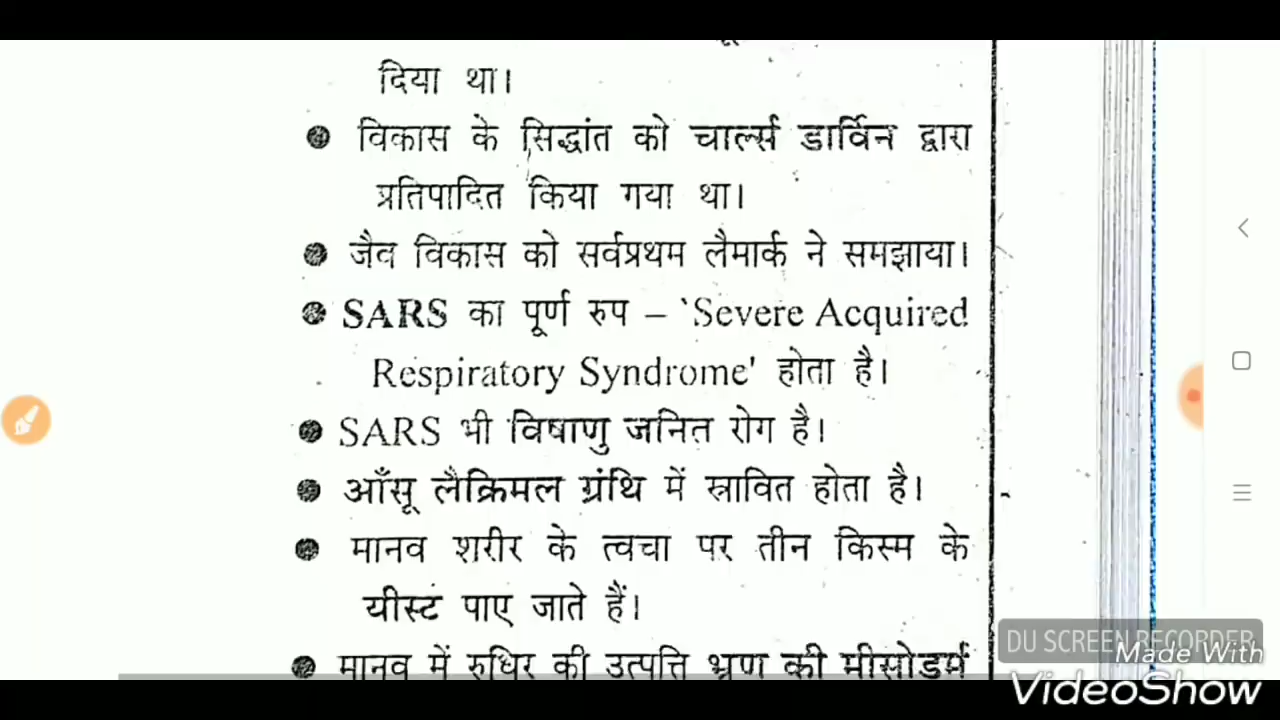 दिया था।
विकास के सिद्धांत को चार्ल्स डार्विन द्वारा
प्रतिपादित किया गया था।
जैव विकास को सर्वप्रथम लैमार्क ने समझाया।
SARS का पूर्ण रुप – `Severe Acquired
Respiratory Syndrome' होता है।
SARS भी विषाणु जनित रोग है।
आँसू लैक्रिमल ग्रंथि में स्रावित होता है।
मानव शरीर के त्वचा पर तीन किस्म के
यीस्ट पाए जाते हैं।
मानव में रुधिर की उत्पत्ति भ्रूण की मीसोडर्म
DU SCREEN RECORDER
Made With
VideoShow